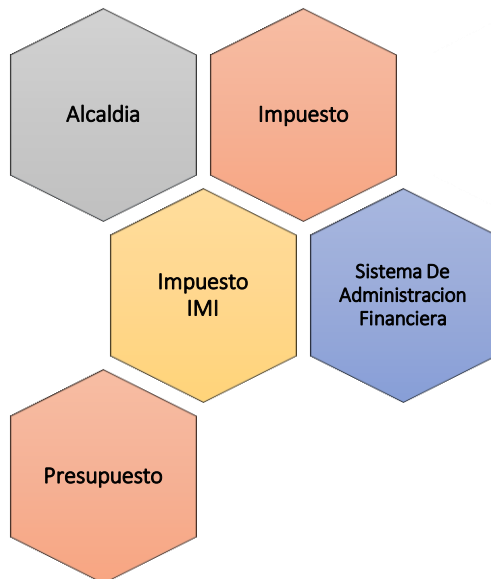 Alcaldia
Impuesto
Impuesto
IMI
Sistema De
Administracion
Financiera
Presupuesto